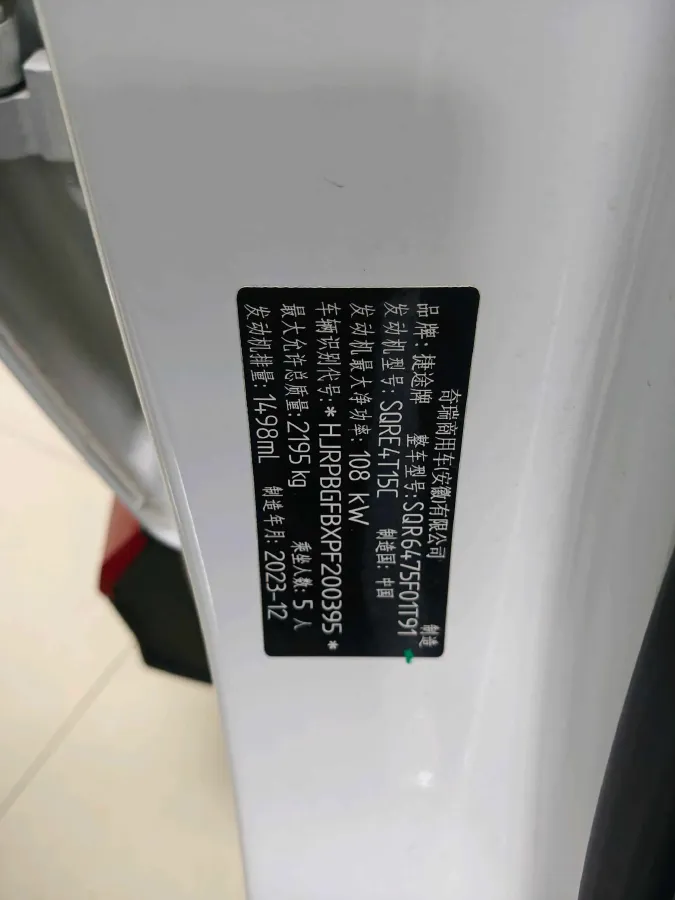 奇瑞商用车(安徽)有限公司 制造
品牌: 捷途牌 整车型号: SQR6475F01T91
发动机型号: SQRE4T15C 制造国: 中国
发动机最大净功率: 108 kW
车辆识别代号: *HJRPBGFBXPF200395*
最大允许总质量: 2195 kg 乘坐人数: 5 人
发动机排量: 1498mL 制造年月: 2023-12